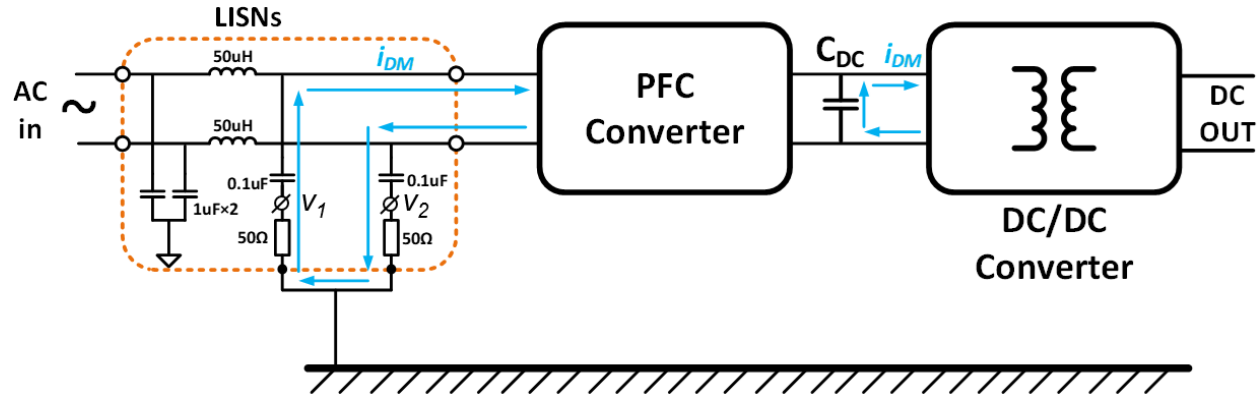 LISNs
50uH
AC
in
~
50uH
i_DM
0.1uF
V_1
0.1uF
V_2
1uF×2
50Ω
50Ω
PFC
Converter
C_DC
i_DM
DC
OUT
DC/DC
Converter